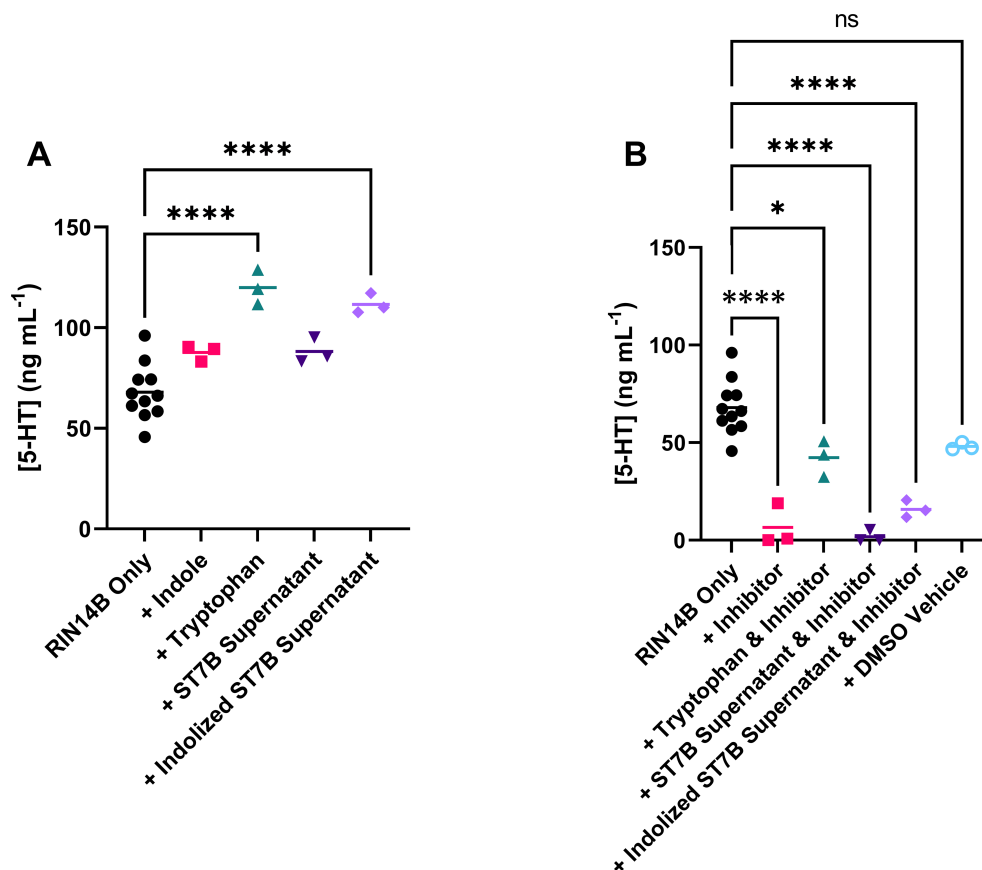 A
****
****
150
100
50
0
[5-HT] (ng mL⁻¹)
RIN14B Only
+ Indole
+ Tryptophan
+ ST7B Supernatant
+ Indolized ST7B Supernatant
B
ns
****
****
*
****
150
100
50
0
[5-HT] (ng mL⁻¹)
RIN14B Only
+ Inhibitor
+ Tryptophan & Inhibitor
+ ST7B Supernatant & Inhibitor
+ Indolized ST7B Supernatant & Inhibitor
+ DMSO Vehicle